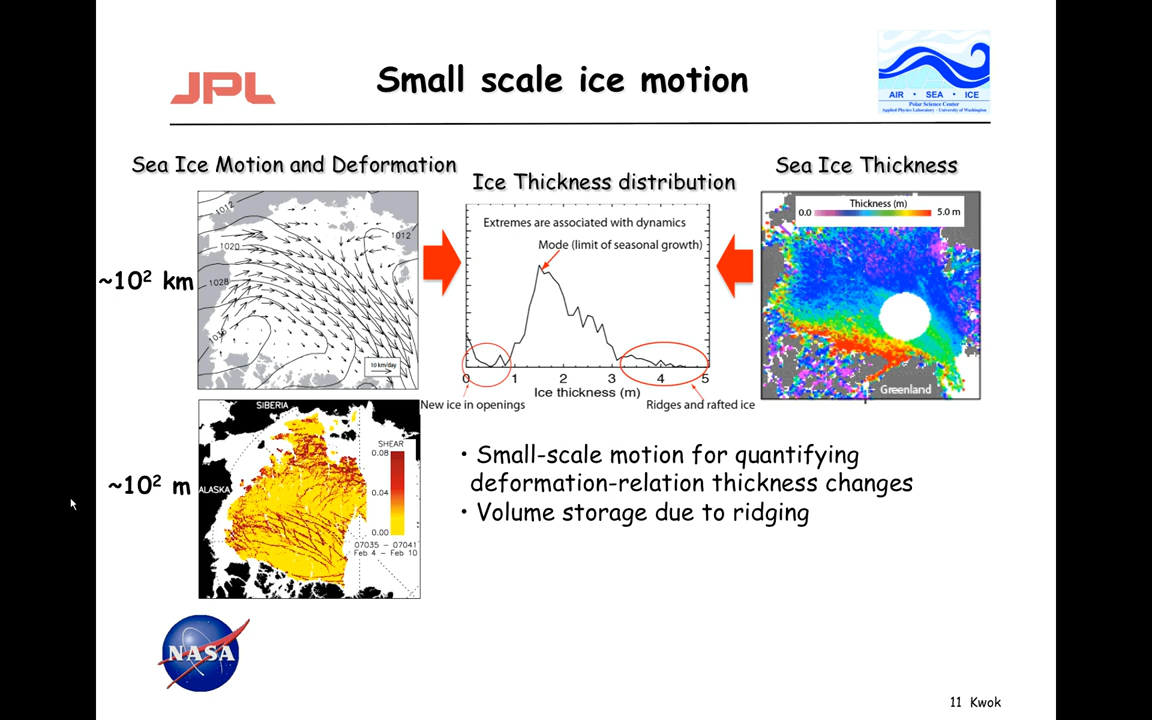 JPL
Small scale ice motion
AIR • SEA • ICE
Polar Science Center
Applied Physics Laboratory - University of Washington
Sea Ice Motion and Deformation
Ice Thickness distribution
Sea Ice Thickness
~10² km
1012
1020
1028
1012
10 km/day
Extremes are associated with dynamics
Mode (limit of seasonal growth)
0 1 2 3 4 5
Ice thickness (m)
New ice in openings
Ridges and rafted ice
Thickness (m)
0.0 5.0 m
Greenland
~10² m
SIBERIA
ALASKA
SHEAR
0.08
0.04
0.00
07035 – 07041
Feb 4 – Feb 10
• Small-scale motion for quantifying
deformation-relation thickness changes
• Volume storage due to ridging
NASA
11 Kwok